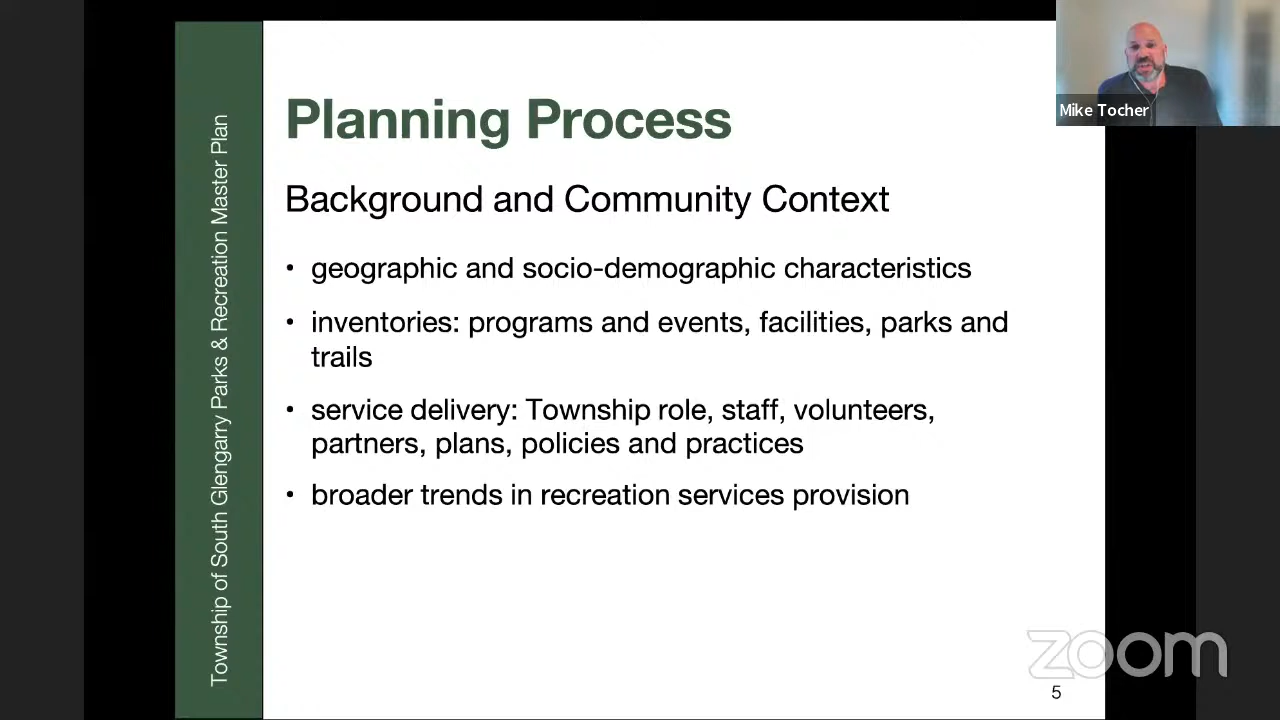 Planning Process
Background and Community Context
• geographic and socio-demographic characteristics
• inventories: programs and events, facilities, parks and
trails
• service delivery: Township role, staff, volunteers,
partners, plans, policies and practices
• broader trends in recreation services provision
Township of South Glengarry Parks & Recreation Master Plan
Mike Tocher
zoom
5